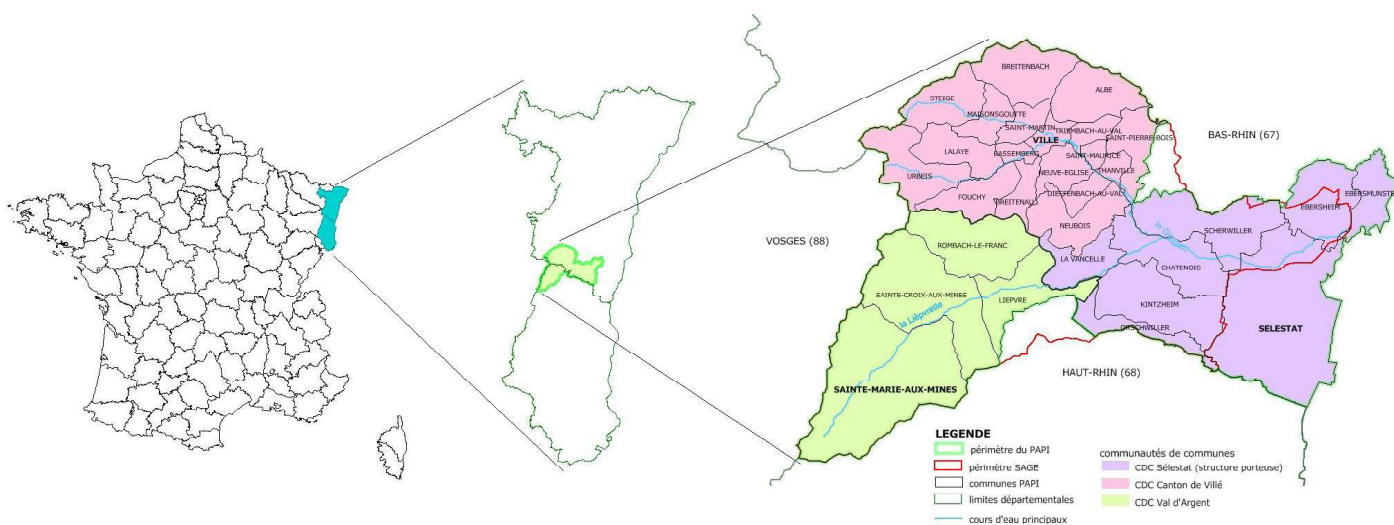 BREITENBACH
ALBE
STEIGE
MAISONSGOUTTE
SAINT-MARTIN
TRIEMBACH-AU-VAL
SAINT-PIERRE-BOIS
BAS-RHIN (67)
VILLE
LALAYE
BASSEMBERG
SAINT-MAURICE
URBEIS
NEUVE-EGLISE
THANVILLE
FOUCHY
BREITENAU
DIEFFENBACH-AU-VAL
EBERSMUNSTER
EBERSHEIM
NEUBOIS
SCHERWILLER
VOSGES (88)
ROMBACH-LE-FRANC
LA VANCELLE
CHATENOIS
SAINTE-CROIX-AUX-MINES
LIEPVRE
la Lièpvrette
KINTZHEIM
ORSCHWILLER
SELESTAT
HAUT-RHIN (68)
SAINTE-MARIE-AUX-MINES
LEGENDE
périmètre du PAPI
périmètre SAGE
communes PAPI
limites départementales
cours d'eau principaux
communautés de communes
CDC Sélestat (structure porteuse)
CDC Canton de Villé
CDC Val d'Argent